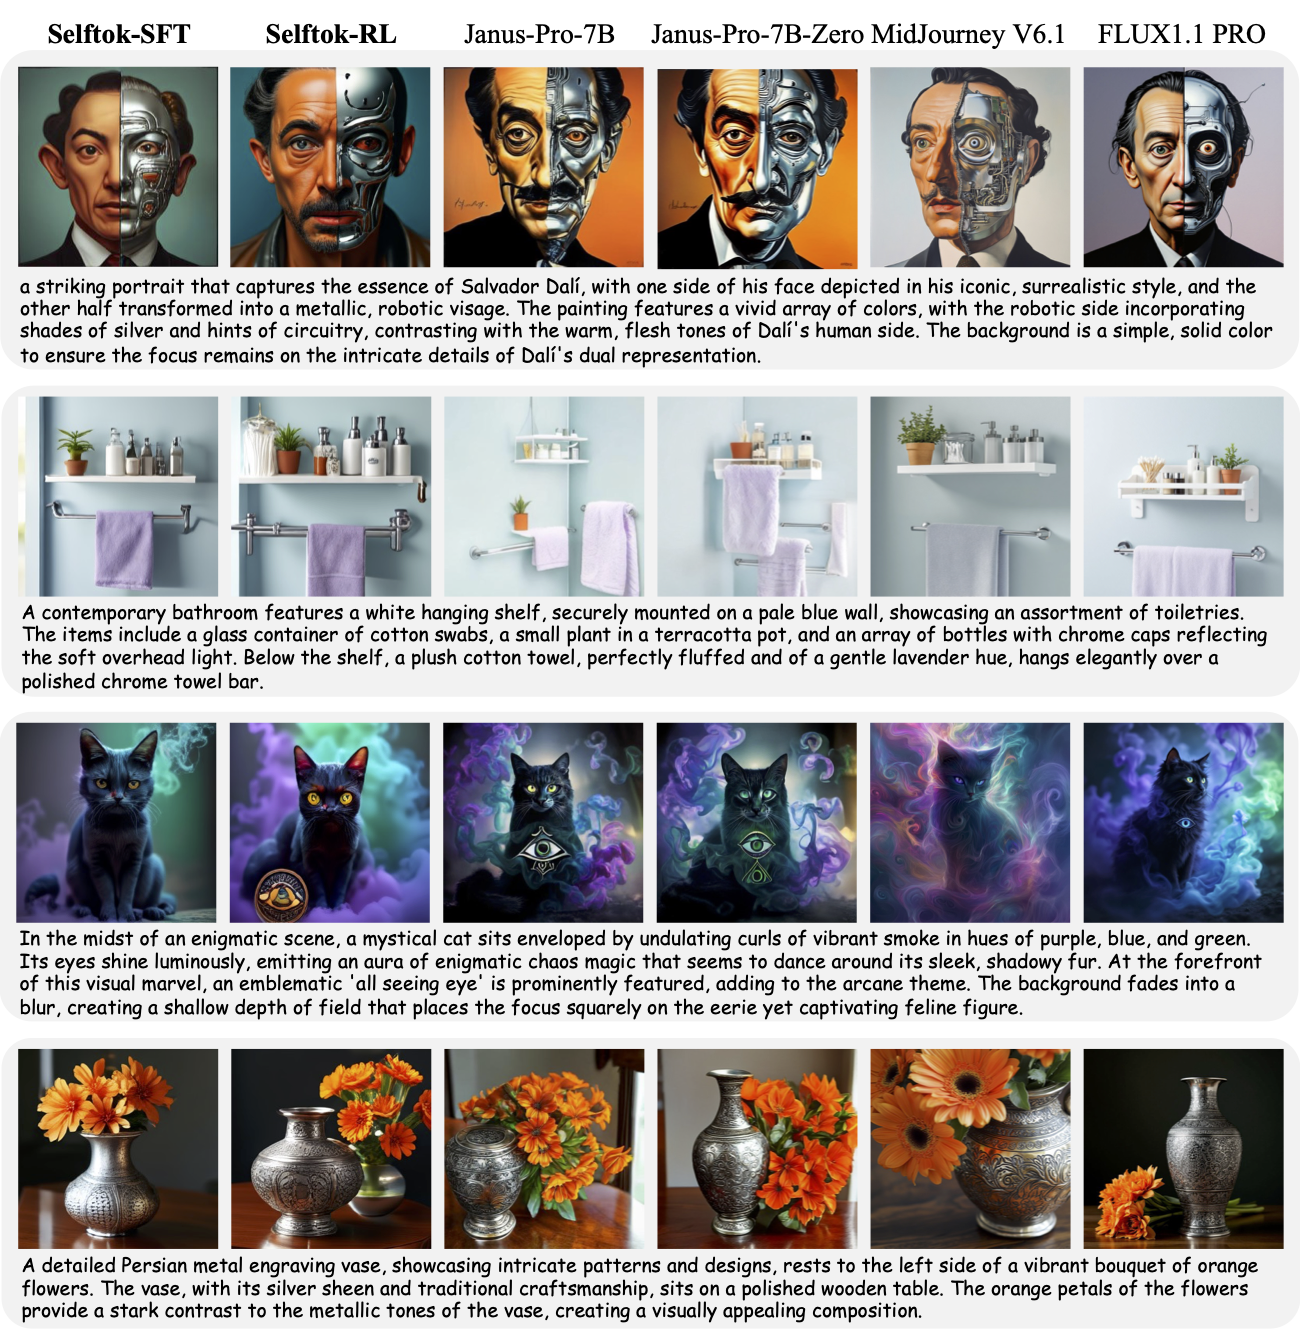 Selftok-SFT Selftok-RL Janus-Pro-7B Janus-Pro-7B-Zero MidJourney V6.1 FLUX1.1 PRO
a striking portrait that captures the essence of Salvador Dalí, with one side of his face depicted in his iconic, surrealistic style, and the
other half transformed into a metallic, robotic visage. The painting features a vivid array of colors, with the robotic side incorporating
shades of silver and hints of circuitry, contrasting with the warm, flesh tones of Dalí's human side. The background is a simple, solid color
to ensure the focus remains on the intricate details of Dalí's dual representation.
A contemporary bathroom features a white hanging shelf, securely mounted on a pale blue wall, showcasing an assortment of toiletries.
The items include a glass container of cotton swabs, a small plant in a terracotta pot, and an array of bottles with chrome caps reflecting
the soft overhead light. Below the shelf, a plush cotton towel, perfectly fluffed and of a gentle lavender hue, hangs elegantly over a
polished chrome towel bar.
In the midst of an enigmatic scene, a mystical cat sits enveloped by undulating curls of vibrant smoke in hues of purple, blue, and green.
Its eyes shine luminously, emitting an aura of enigmatic chaos magic that seems to dance around its sleek, shadowy fur. At the forefront
of this visual marvel, an emblematic 'all seeing eye' is prominently featured, adding to the arcane theme. The background fades into a
blur, creating a shallow depth of field that places the focus squarely on the eerie yet captivating feline figure.
A detailed Persian metal engraving vase, showcasing intricate patterns and designs, rests to the left side of a vibrant bouquet of orange
flowers. The vase, with its silver sheen and traditional craftsmanship, sits on a polished wooden table. The orange petals of the flowers
provide a stark contrast to the metallic tones of the vase, creating a visually appealing composition.